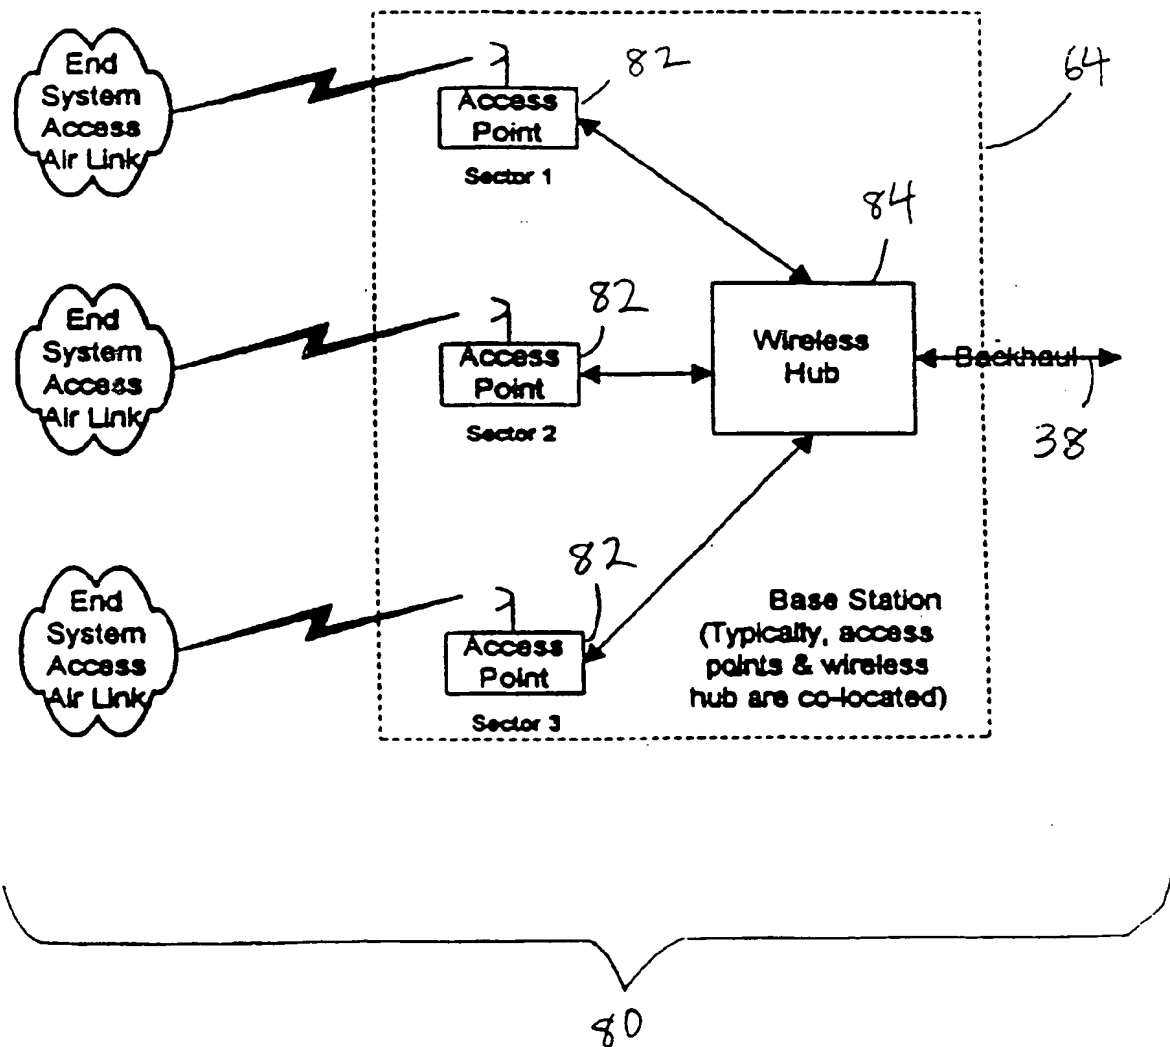 End
System
Access
Air Link
Access
Point
82
Sector 1
64
84
End
System
Access
Air Link
Access
Point
82
Sector 2
Wireless
Hub
Backhaul
38
End
System
Access
Air Link
Access
Point
82
Sector 3
Base Station
(Typically, access
points & wireless
hub are co-located)
80